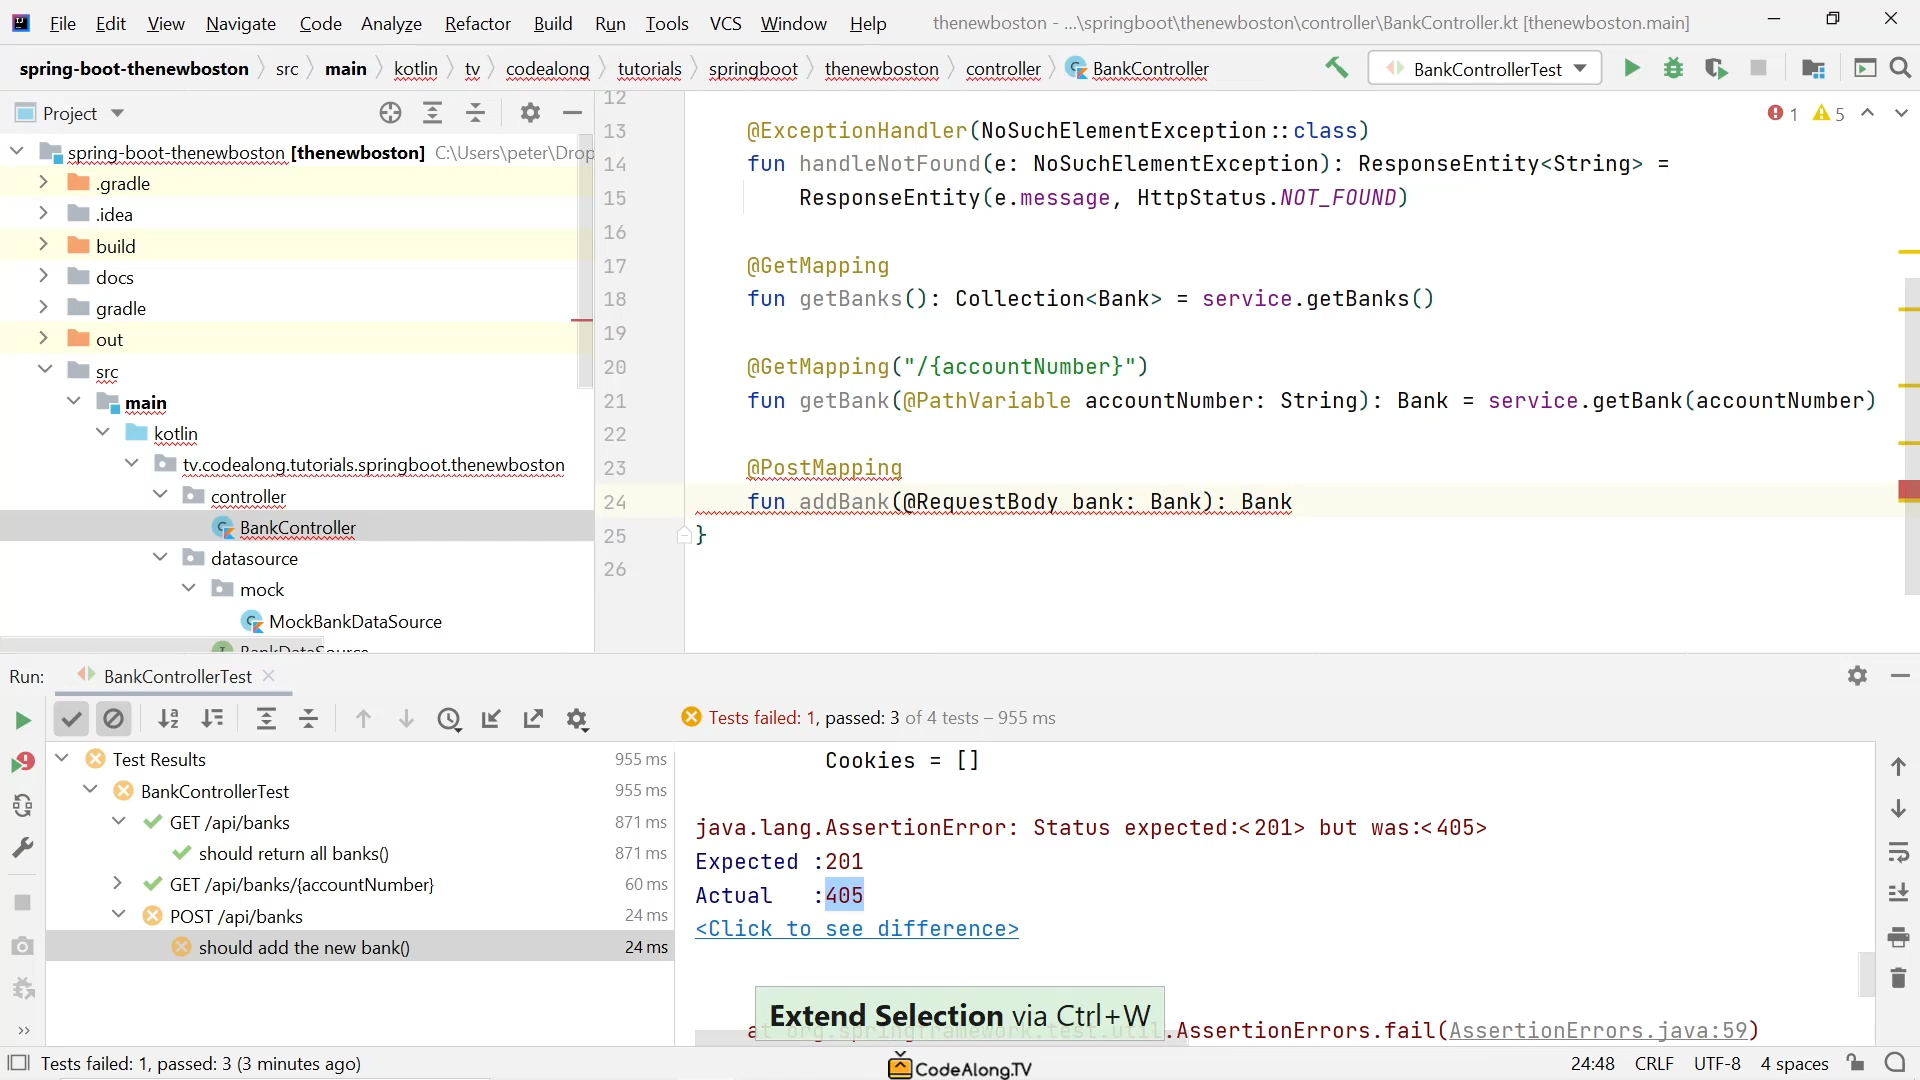 File Edit View Navigate Code Analyze Refactor Build Run Tools VCS Window Help thenewboston - ...\springboot\thenewboston\controller\BankController.kt [thenewboston.main]
spring-boot-thenewboston src main kotlin tv codealong tutorials springboot thenewboston controller BankController BankControllerTest
Project
spring-boot-thenewboston [thenewboston] C:\Users\peter\Drop
.gradle
.idea
build
docs
gradle
out
src
main
kotlin
tv.codealong.tutorials.springboot.thenewboston
controller
BankController
datasource
mock
MockBankDataSource
BankDataSource
1 5
12
13 @ExceptionHandler(NoSuchElementException::class)
14 fun handleNotFound(e: NoSuchElementException): ResponseEntity<String> =
15 ResponseEntity(e.message, HttpStatus.NOT_FOUND)
16
17 @GetMapping
18 fun getBanks(): Collection<Bank> = service.getBanks()
19
20 @GetMapping("/{accountNumber}")
21 fun getBank(@PathVariable accountNumber: String): Bank = service.getBank(accountNumber)
22
23 @PostMapping
24 fun addBank(@RequestBody bank: Bank): Bank
25 }
26
Run: BankControllerTest
Tests failed: 1, passed: 3 of 4 tests – 955 ms
Test Results 955 ms
BankControllerTest 955 ms
GET /api/banks 871 ms
should return all banks() 871 ms
GET /api/banks/{accountNumber} 60 ms
POST /api/banks 24 ms
should add the new bank() 24 ms
Cookies = []
java.lang.AssertionError: Status expected:<201> but was:<405>
Expected :201
Actual :405
<Click to see difference>
at org.springframework.test.util.AssertionErrors.fail(AssertionErrors.java:59)
Extend Selection via Ctrl+W
Tests failed: 1, passed: 3 (3 minutes ago)
CodeAlong.TV
24:48 CRLF UTF-8 4 spaces